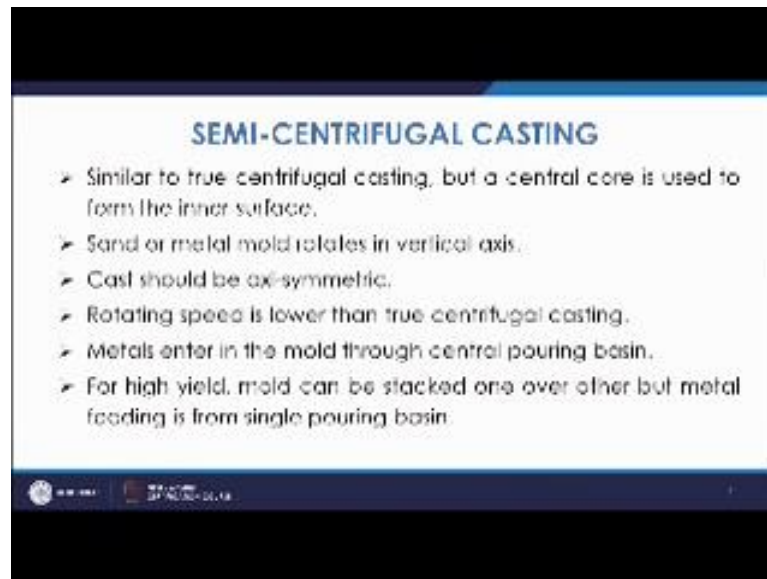 SEMI-CENTRIFUGAL CASTING
➢ Similar to true centrifugal casting, but a central core is used to
form the inner surface.
➢ Sand or metal mold rotates in vertical axis.
➢ Cast should be axi-symmetric.
➢ Rotating speed is lower than true centrifugal casting.
➢ Metals enter in the mold through central pouring basin.
➢ For high yield, mold can be stacked one over other but metal
feeding is from single pouring basin.